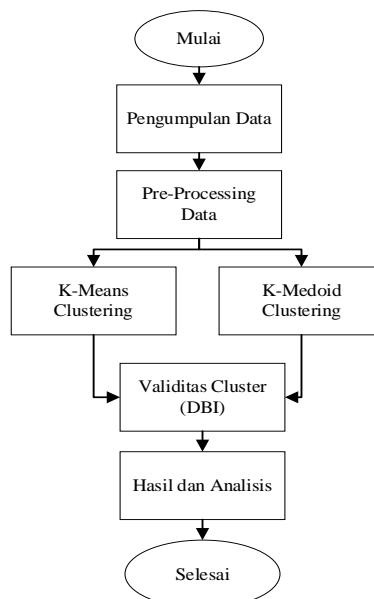 Mulai
Pengumpulan Data
Pre-Processing
Data
K-Means
Clustering
K-Medoid
Clustering
Validitas Cluster
(DBI)
Hasil dan Analisis
Selesai